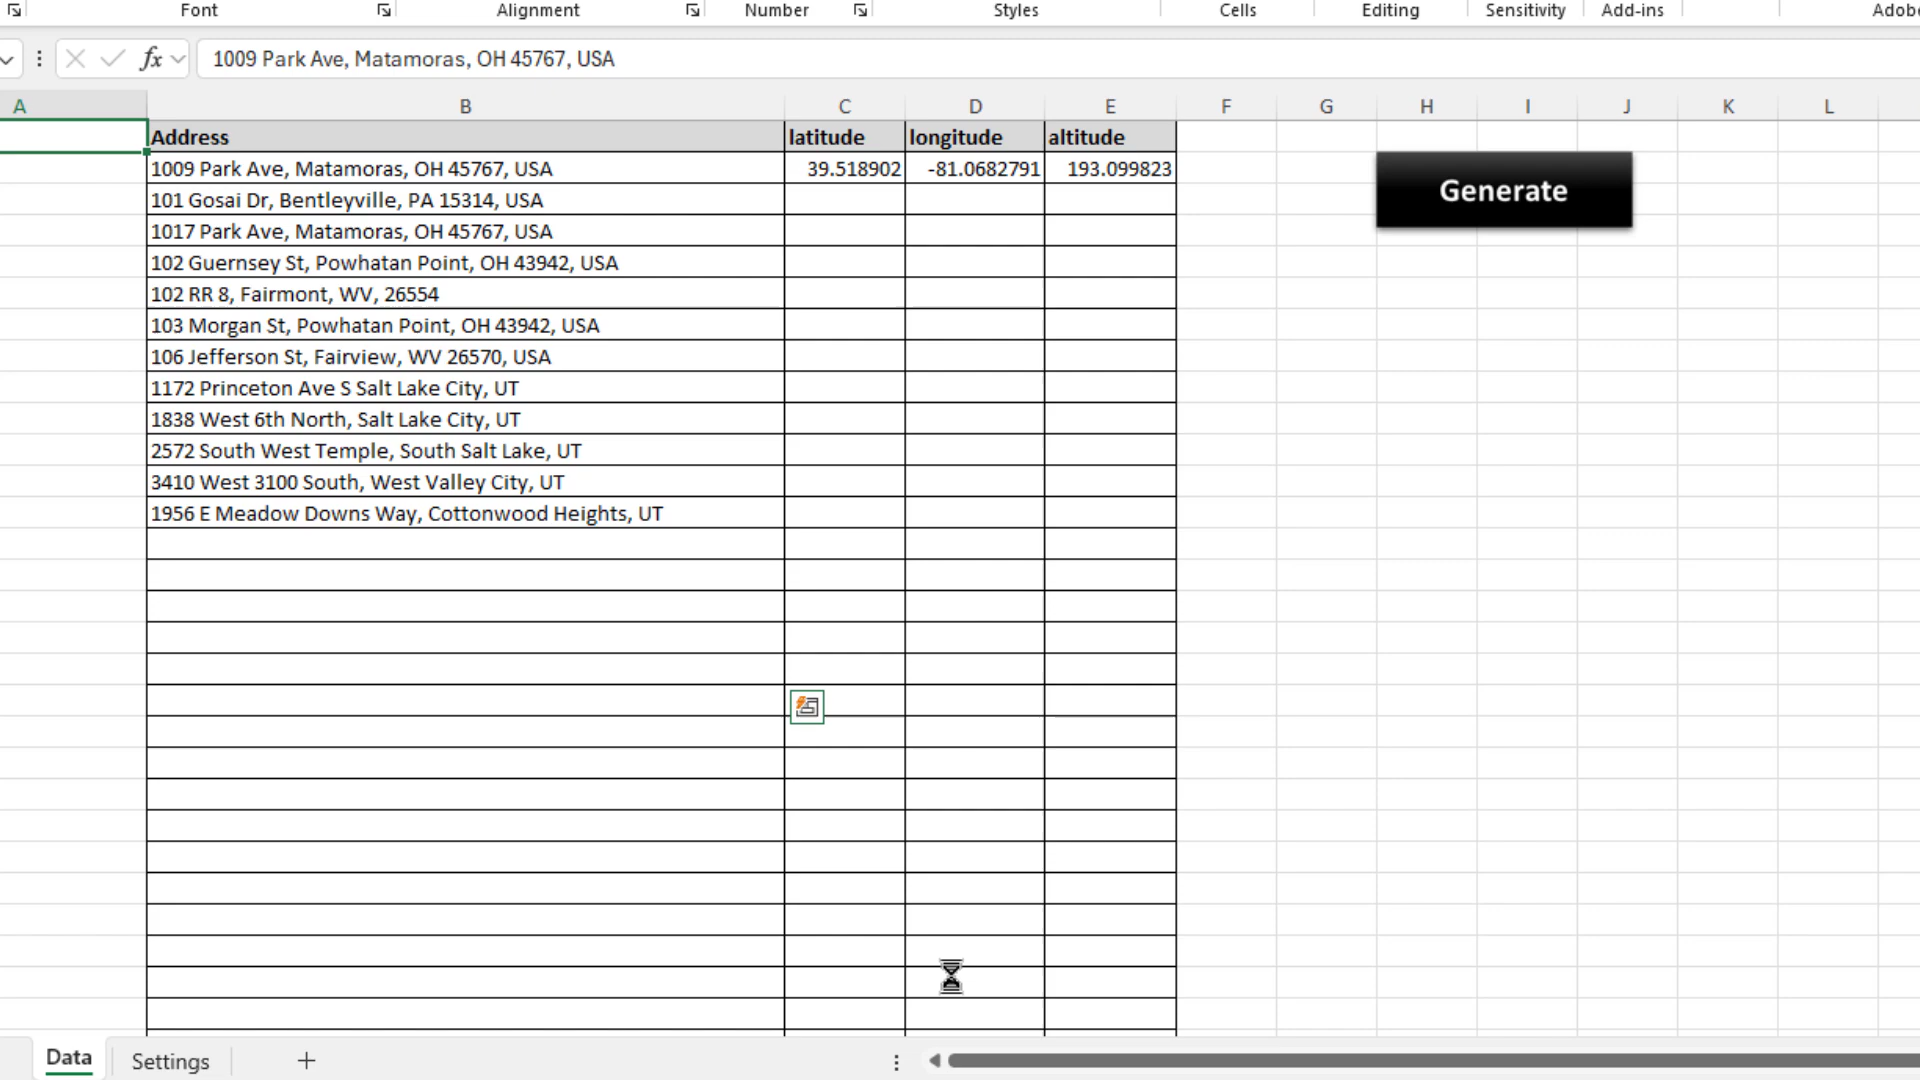 Font Alignment Number Styles Cells Editing Sensitivity Add-ins
fx 1009 Park Ave, Matamoras, OH 45767, USA
A B C D E F G H I J K L
Address latitude longitude altitude
1009 Park Ave, Matamoras, OH 45767, USA 39.518902 -81.0682791 193.099823
Generate
101 Gosai Dr, Bentleyville, PA 15314, USA
1017 Park Ave, Matamoras, OH 45767, USA
102 Guernsey St, Powhatan Point, OH 43942, USA
102 RR 8, Fairmont, WV, 26554
103 Morgan St, Powhatan Point, OH 43942, USA
106 Jefferson St, Fairview, WV 26570, USA
1172 Princeton Ave S Salt Lake City, UT
1838 West 6th North, Salt Lake City, UT
2572 South West Temple, South Salt Lake, UT
3410 West 3100 South, West Valley City, UT
1956 E Meadow Downs Way, Cottonwood Heights, UT
Data Settings +